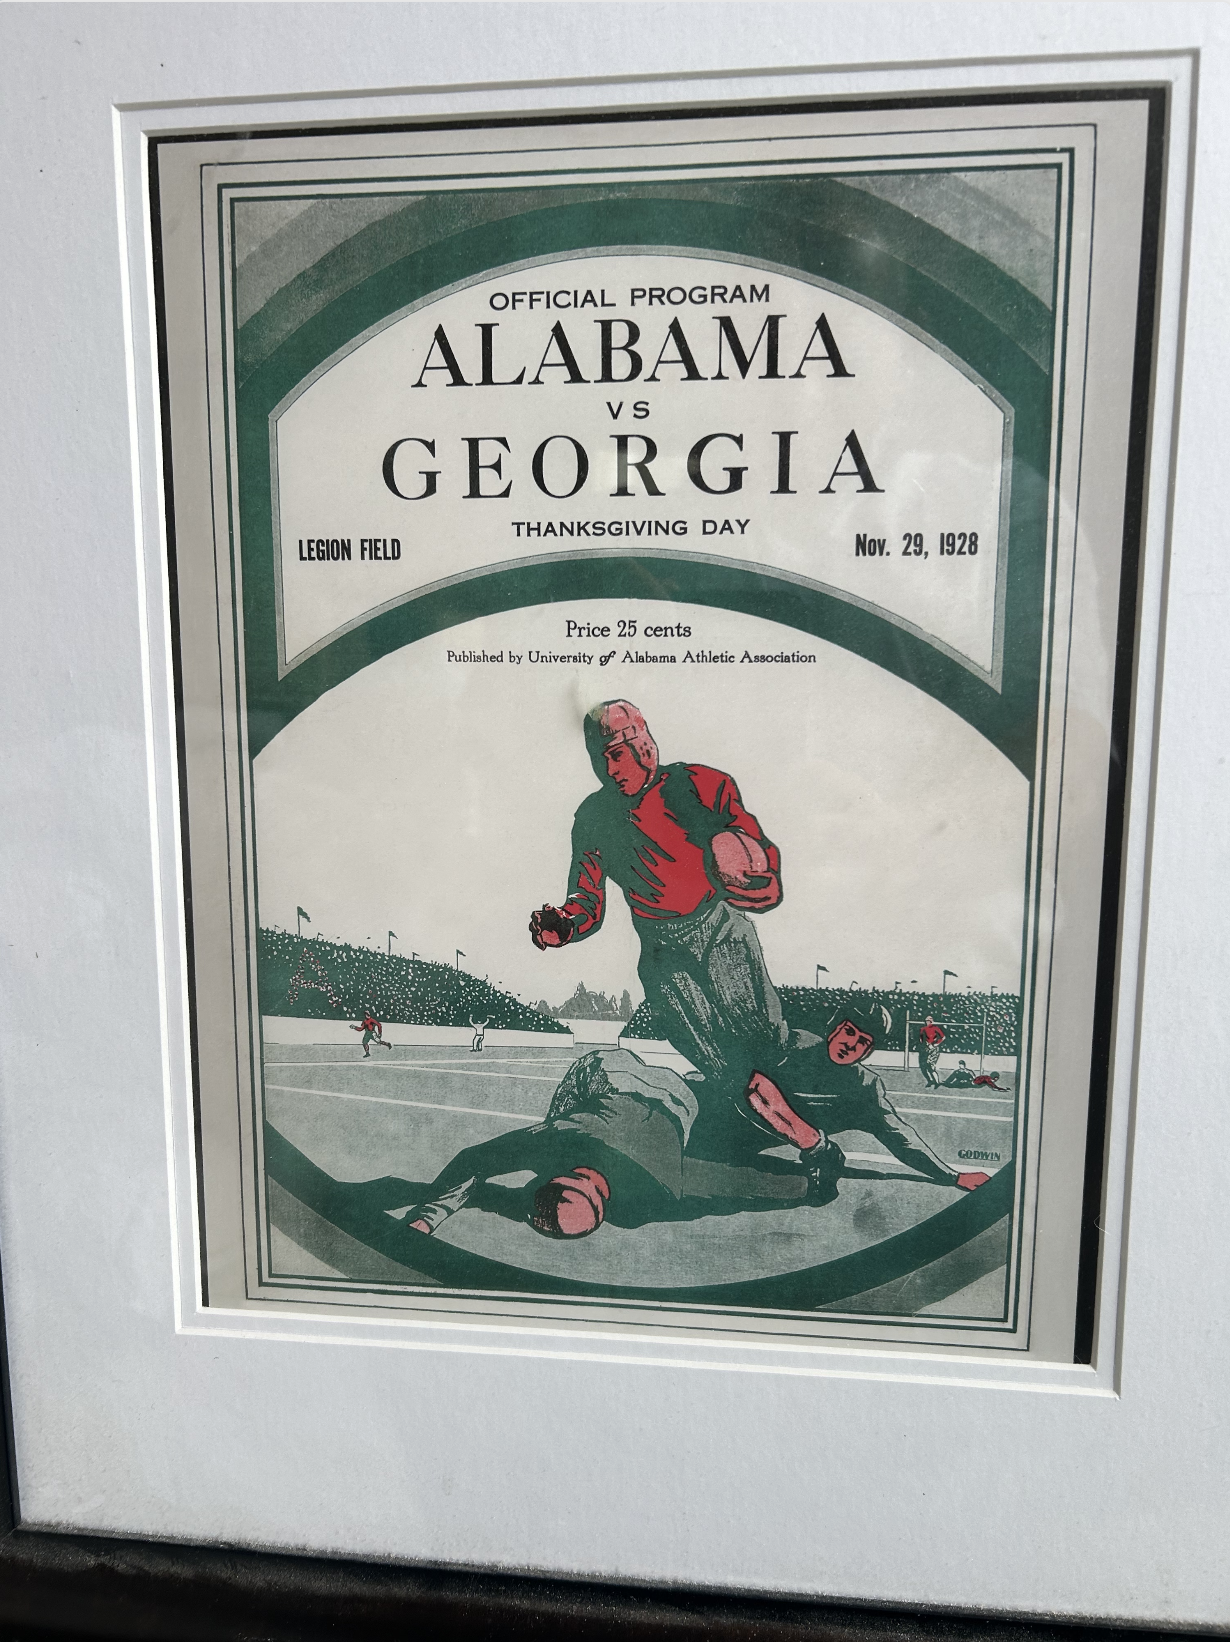 OFFICIAL PROGRAM
ALABAMA
VS
GEORGIA
THANKSGIVING DAY
LEGION FIELD
Nov. 29, 1928
Price 25 cents
Published by University of Alabama Athletic Association
A
GODWIN